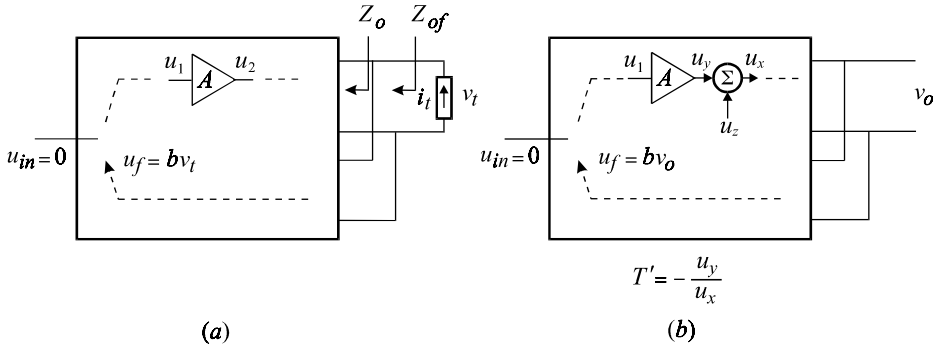 Z_o Z_of
u_1 A u_2
i_t v_t
u_in = 0
u_f = bv_t
(a)
u_1 A u_y Σ u_x
u_z
v_o
u_in = 0
u_f = bv_o
T' = - u_y / u_x
(b)